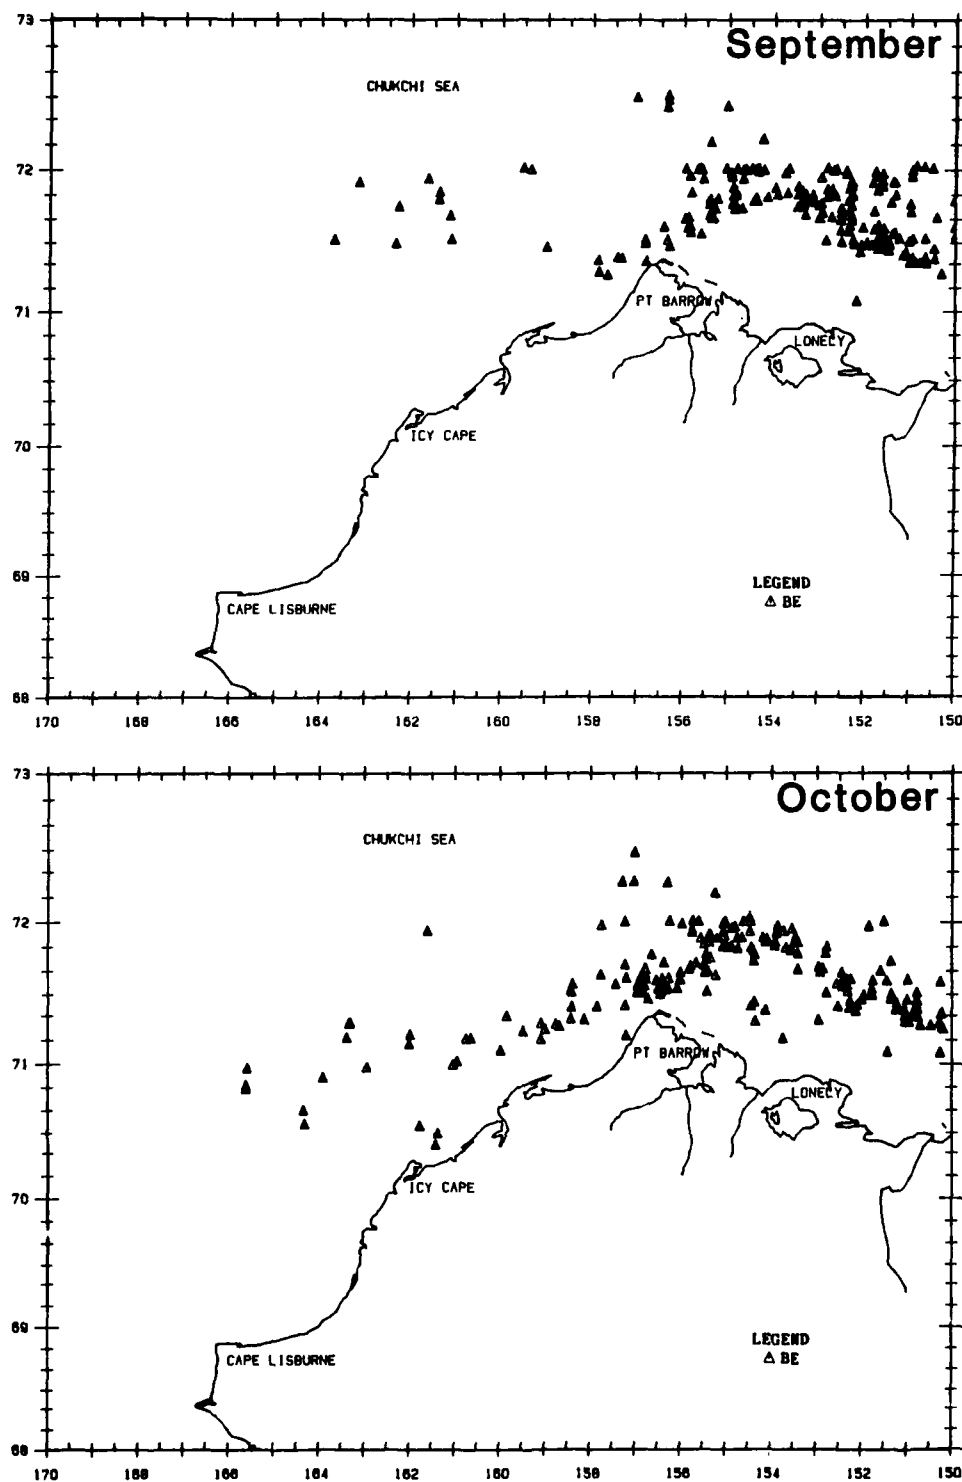 73
September
CHUKCHI SEA
72
71
PT BARROW
LONELY
ICY CAPE
70
69
LEGEND
BE
CAPE LISBURNE
68
170 166 164 162 160 158 156 154 152 150
73
October
CHUKCHI SEA
72
71
PT BARROW
LONELY
ICY CAPE
70
69
LEGEND
BE
CAPE LISBURNE
68
170 166 164 162 160 158 156 154 152 150